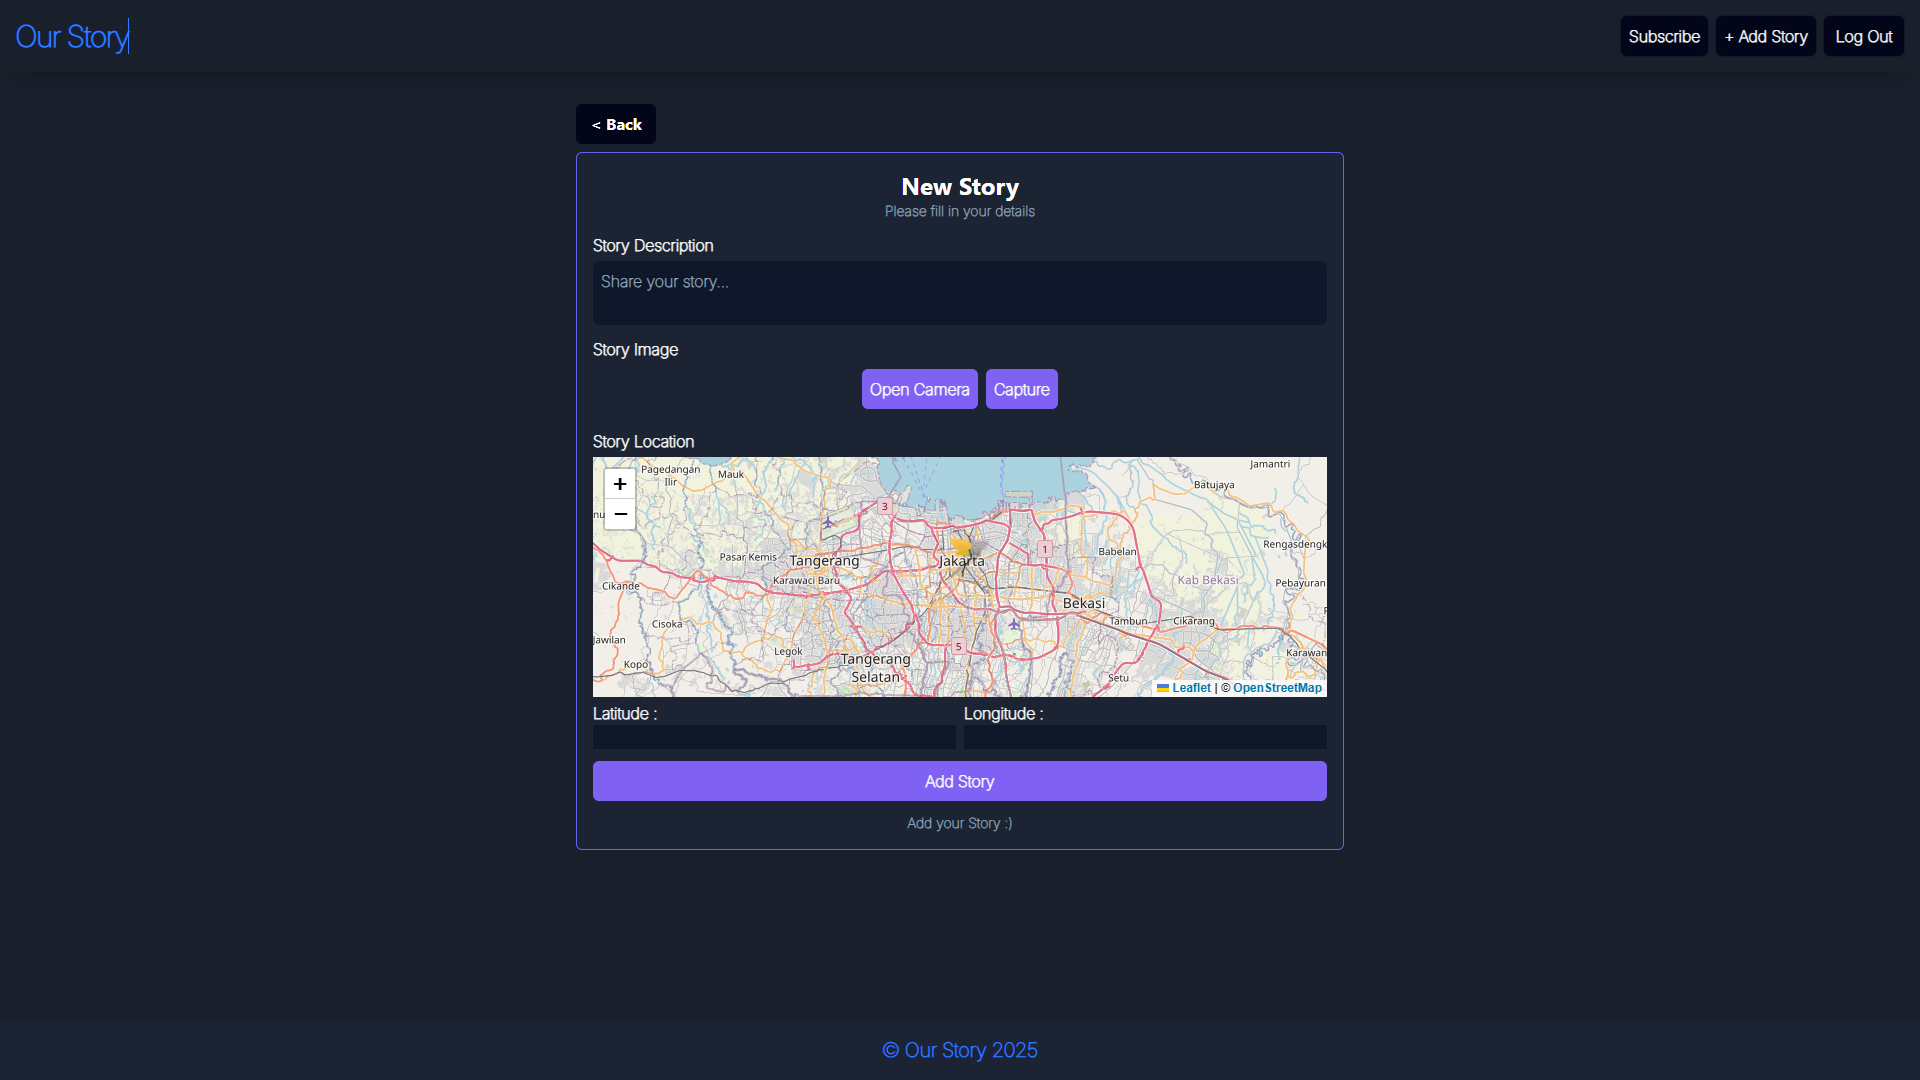 Our Story
Subscribe
+ Add Story
Log Out
< Back
New Story
Please fill in your details
Story Description
Share your story...
Story Image
Open Camera
Capture
Story Location
+
−
Pagedangan
Ilir
Mauk
Jamantri
Batujaya
nu
3
1
Pasar Kemis
Tangerang
Karawaci Baru
Jakarta
Babelan
Rengasdengk
Kab Bekasi
Pebayuran
Cikande
Bekasi
Cisoka
Tambun
Cikarang
Jawilan
Legok
5
Karawan
Kopo
Tangerang
Selatan
Setu
Leaflet | © OpenStreetMap
Latitude :
Longitude :
Add Story
Add your Story :)
© Our Story 2025